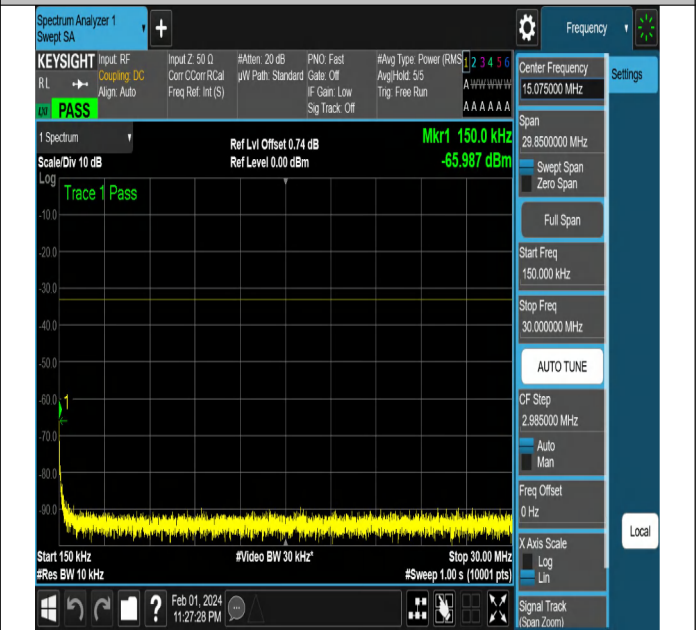 Spectrum Analyzer 1
Swept SA
+
Frequency
KEYSIGHT
RL
LXI
PASS
Input: RF
Coupling: DC
Align: Auto
Input Z: 50 Ω
Corr CCorr RCal
Freq Ref: Int (S)
#Atten: 20 dB
µW Path: Standard
PNO: Fast
Gate: Off
IF Gain: Low
Sig Track: Off
#Avg Type: Power (RMS
Avg|Hold: 5/5
Trig: Free Run
1 2 3 4 5 6
A W W W W W
A A A A A A
Center Frequency
15.075000 MHz
Settings
Span
29.8500000 MHz
Swept Span
Zero Span
Full Span
Start Freq
150.000 kHz
Stop Freq
30.000000 MHz
AUTO TUNE
CF Step
2.985000 MHz
Auto
Man
Freq Offset
0 Hz
X Axis Scale
Log
Lin
Signal Track
(Span Zoom)
Local
1 Spectrum
Scale/Div 10 dB
Ref Lvl Offset 0.74 dB
Ref Level 0.00 dBm
Mkr1 150.0 kHz
-65.987 dBm
Log
Trace 1 Pass
-10.0
-20.0
-30.0
-40.0
-50.0
-60.0
1
-70.0
-80.0
-90.0
Start 150 kHz
#Res BW 10 kHz
#Video BW 30 kHz*
Stop 30.00 MHz
#Sweep 1.00 s (10001 pts)
?
Feb 01, 2024
11:27:28 PM